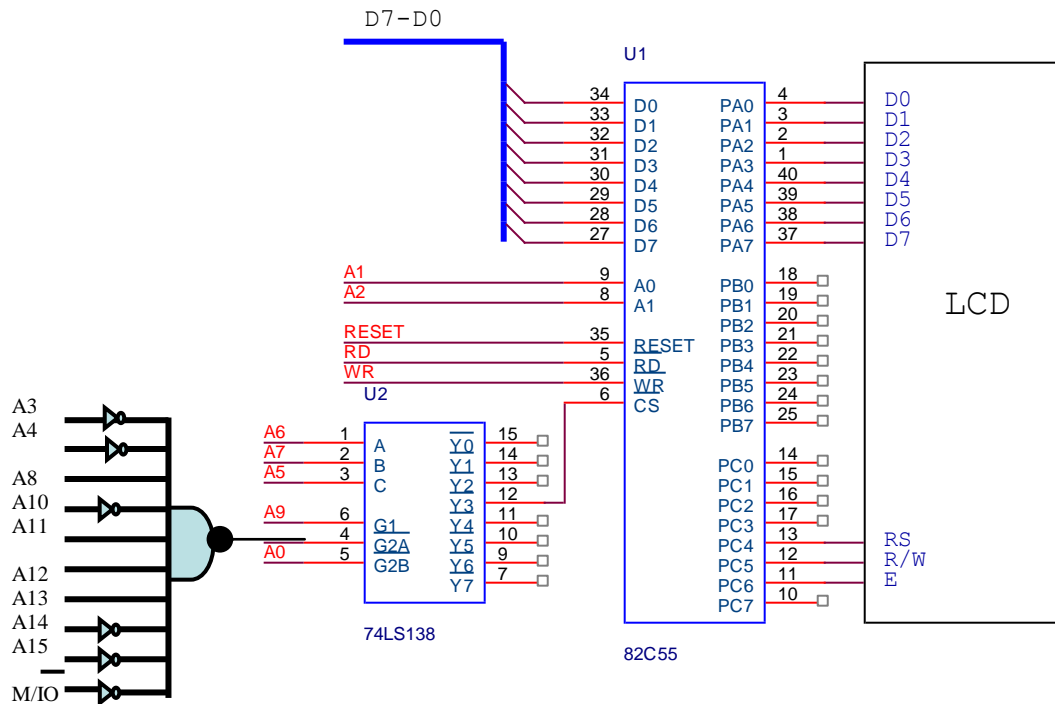 D7-D0
U1
34 D0 PA0 4 D0
33 D1 PA1 3 D1
32 D2 PA2 2 D2
31 D3 PA3 1 D3
30 D4 PA4 40 D4
29 D5 PA5 39 D5
28 D6 PA6 38 D6
27 D7 PA7 37 D7
A1 9 A0 PB0 18
A2 8 A1 PB1 19
LCD
PB2 20
RESET 35 RESET PB3 21
RD 5 RD PB4 22
WR 36 WR PB5 23
6 CS PB6 24
PB7 25
U2
A3
A4
A6 1 A Y0 15
A7 2 B Y1 14
A5 3 C Y2 13
Y3 12
A9 6 G1 Y4 11
4 G2A Y5 10
A0 5 G2B Y6 9
Y7 7
PC0 14
PC1 15
PC2 16
PC3 17
PC4 13 RS
PC5 12 R/W
PC6 11 E
PC7 10
A8
A10
A11
A12
A13
A14
A15
M/IO
74LS138
82C55